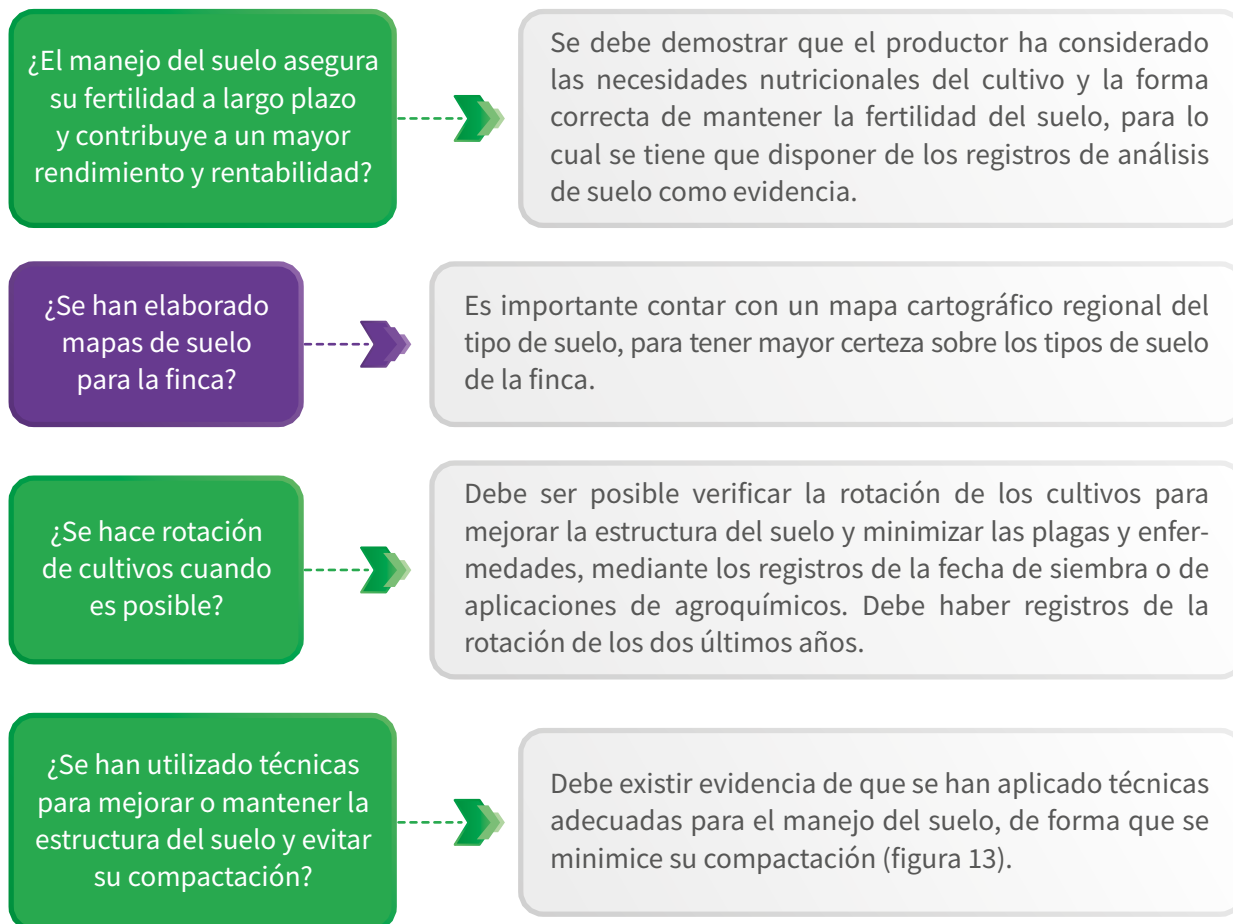 ¿El manejo del suelo asegura
su fertilidad a largo plazo
y contribuye a un mayor
rendimiento y rentabilidad?
Se debe demostrar que el productor ha considerado
las necesidades nutricionales del cultivo y la forma
correcta de mantener la fertilidad del suelo, para lo
cual se tiene que disponer de los registros de análisis
de suelo como evidencia.
¿Se han elaborado
mapas de suelo
para la finca?
Es importante contar con un mapa cartográfico regional del
tipo de suelo, para tener mayor certeza sobre los tipos de suelo
de la finca.
¿Se hace rotación
de cultivos cuando
es posible?
Debe ser posible verificar la rotación de los cultivos para
mejorar la estructura del suelo y minimizar las plagas y enfer-
medades, mediante los registros de la fecha de siembra o de
aplicaciones de agroquímicos. Debe haber registros de la
rotación de los dos últimos años.
¿Se han utilizado técnicas
para mejorar o mantener la
estructura del suelo y evitar
su compactación?
Debe existir evidencia de que se han aplicado técnicas
adecuadas para el manejo del suelo, de forma que se
minimice su compactación (figura 13).